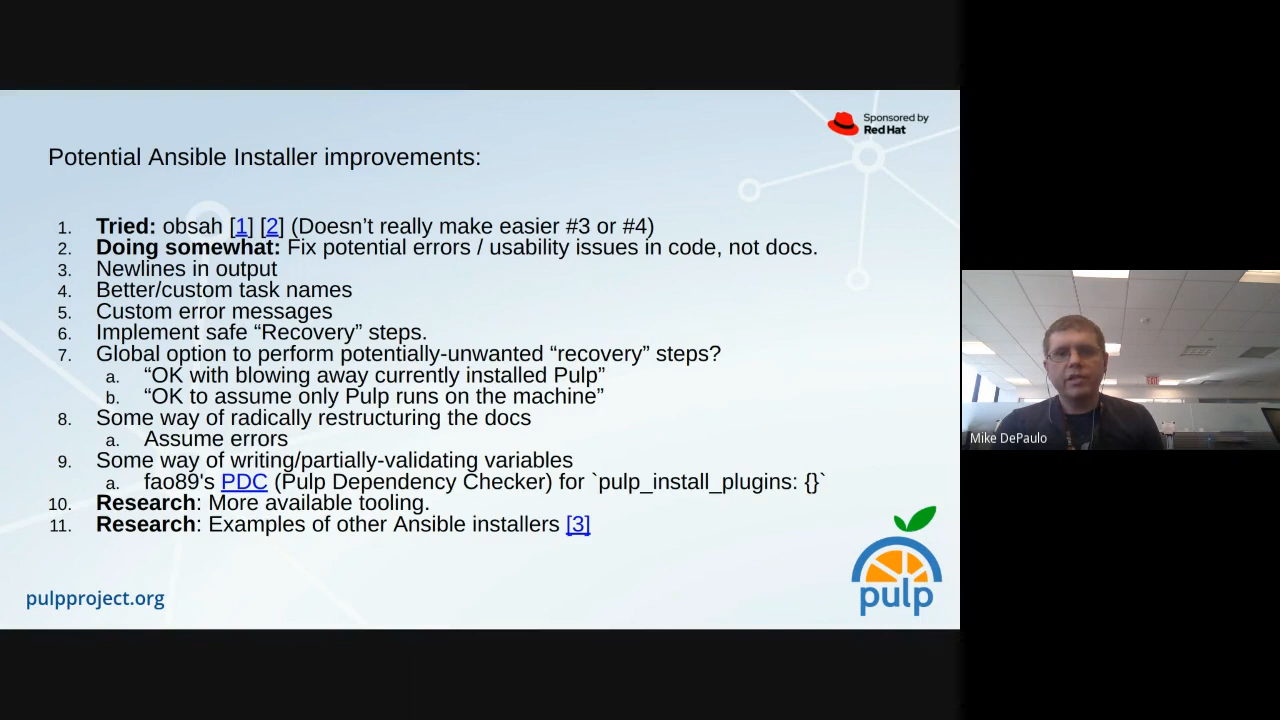 Sponsored by
Red Hat
Potential Ansible Installer improvements:
1. Tried: obsah [1] [2] (Doesn’t really make easier #3 or #4)
2. Doing somewhat: Fix potential errors / usability issues in code, not docs.
3. Newlines in output
4. Better/custom task names
5. Custom error messages
6. Implement safe “Recovery” steps.
7. Global option to perform potentially-unwanted “recovery” steps?
a. “OK with blowing away currently installed Pulp”
b. “OK to assume only Pulp runs on the machine”
8. Some way of radically restructuring the docs
a. Assume errors
9. Some way of writing/partially-validating variables
a. fao89's PDC (Pulp Dependency Checker) for `pulp_install_plugins: {}`
10. Research: More available tooling.
11. Research: Examples of other Ansible installers [3]
pulpproject.org
pulp
EXIT
Mike DePaulo